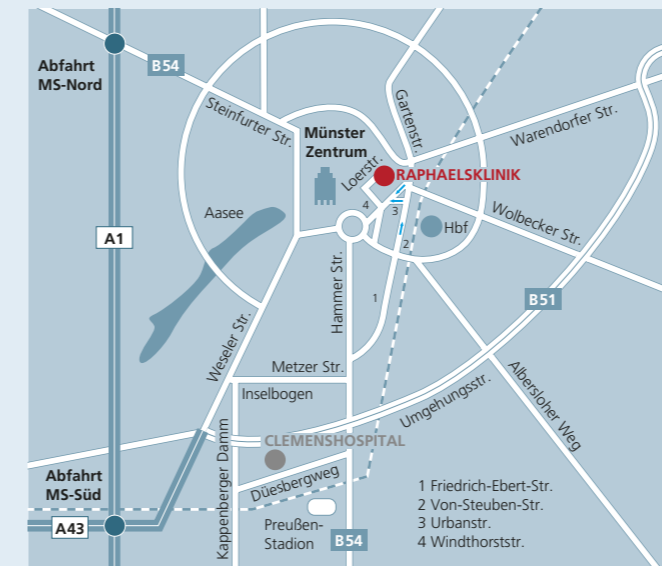 Abfahrt
MS-Nord
B54
Steinfurter Str.
Gartenstr.
Münster
Zentrum
Loerstr.
RAPHAELSKLINIK
Warendorfer Str.
Aasee
4
3
2
Hbf
Wolbecker Str.
A1
B51
Hammer Str.
1
Weseler Str.
Metzer Str.
Inselbogen
Umgehungsstr.
Albersloher Weg
CLEMENSHOSPITAL
Kappenberger Damm
Düesbergweg
Abfahrt
MS-Süd
A43
Preußen-
Stadion
B54
1 Friedrich-Ebert-Str.
2 Von-Steuben-Str.
3 Urbanstr.
4 Windthorststr.